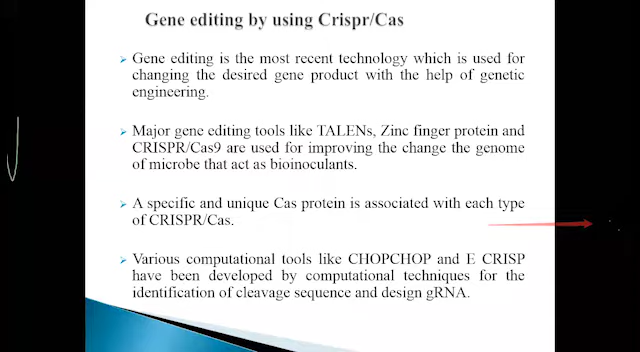 Gene editing by using Crispr/Cas
Gene editing is the most recent technology which is used for
changing the desired gene product with the help of genetic
engineering.
Major gene editing tools like TALENs, Zinc finger protein and
CRISPR/Cas9 are used for improving the change the genome
of microbe that act as bioinoculants.
A specific and unique Cas protein is associated with each type
of CRISPR/Cas.
Various computational tools like CHOPCHOP and E CRISP
have been developed by computational techniques for the
identification of cleavage sequence and design gRNA.